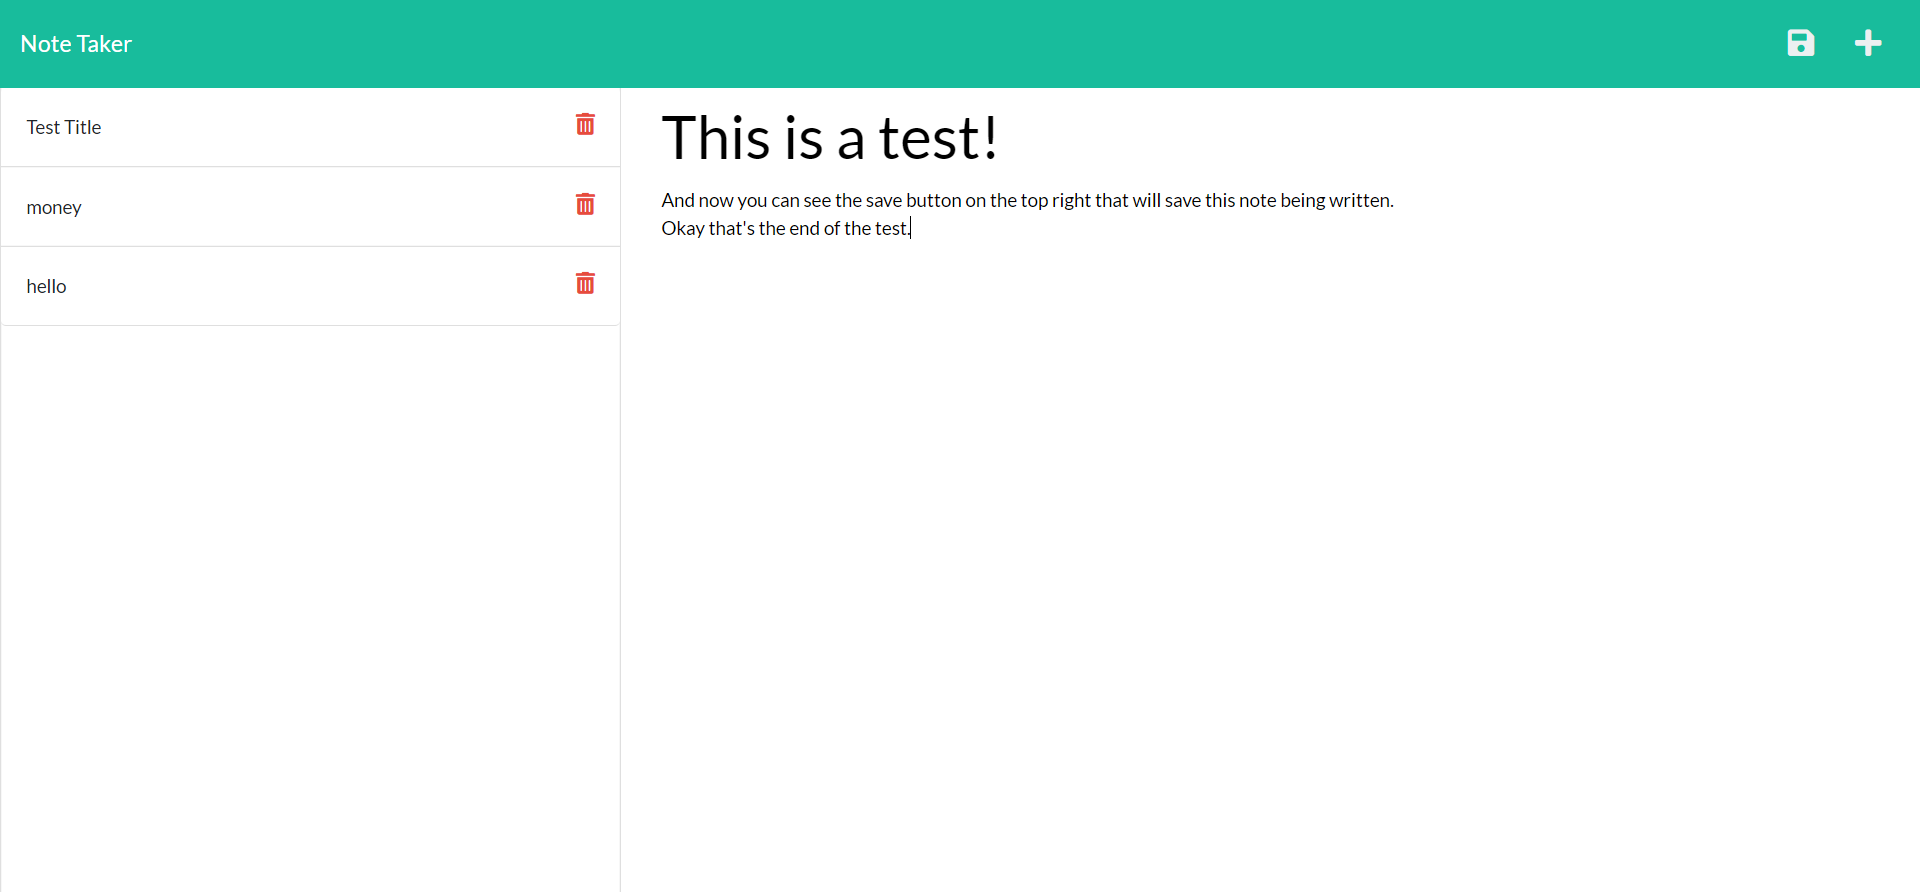 Note Taker
Test Title
money
hello
This is a test!
And now you can see the save button on the top right that will save this note being written.
Okay that's the end of the test.